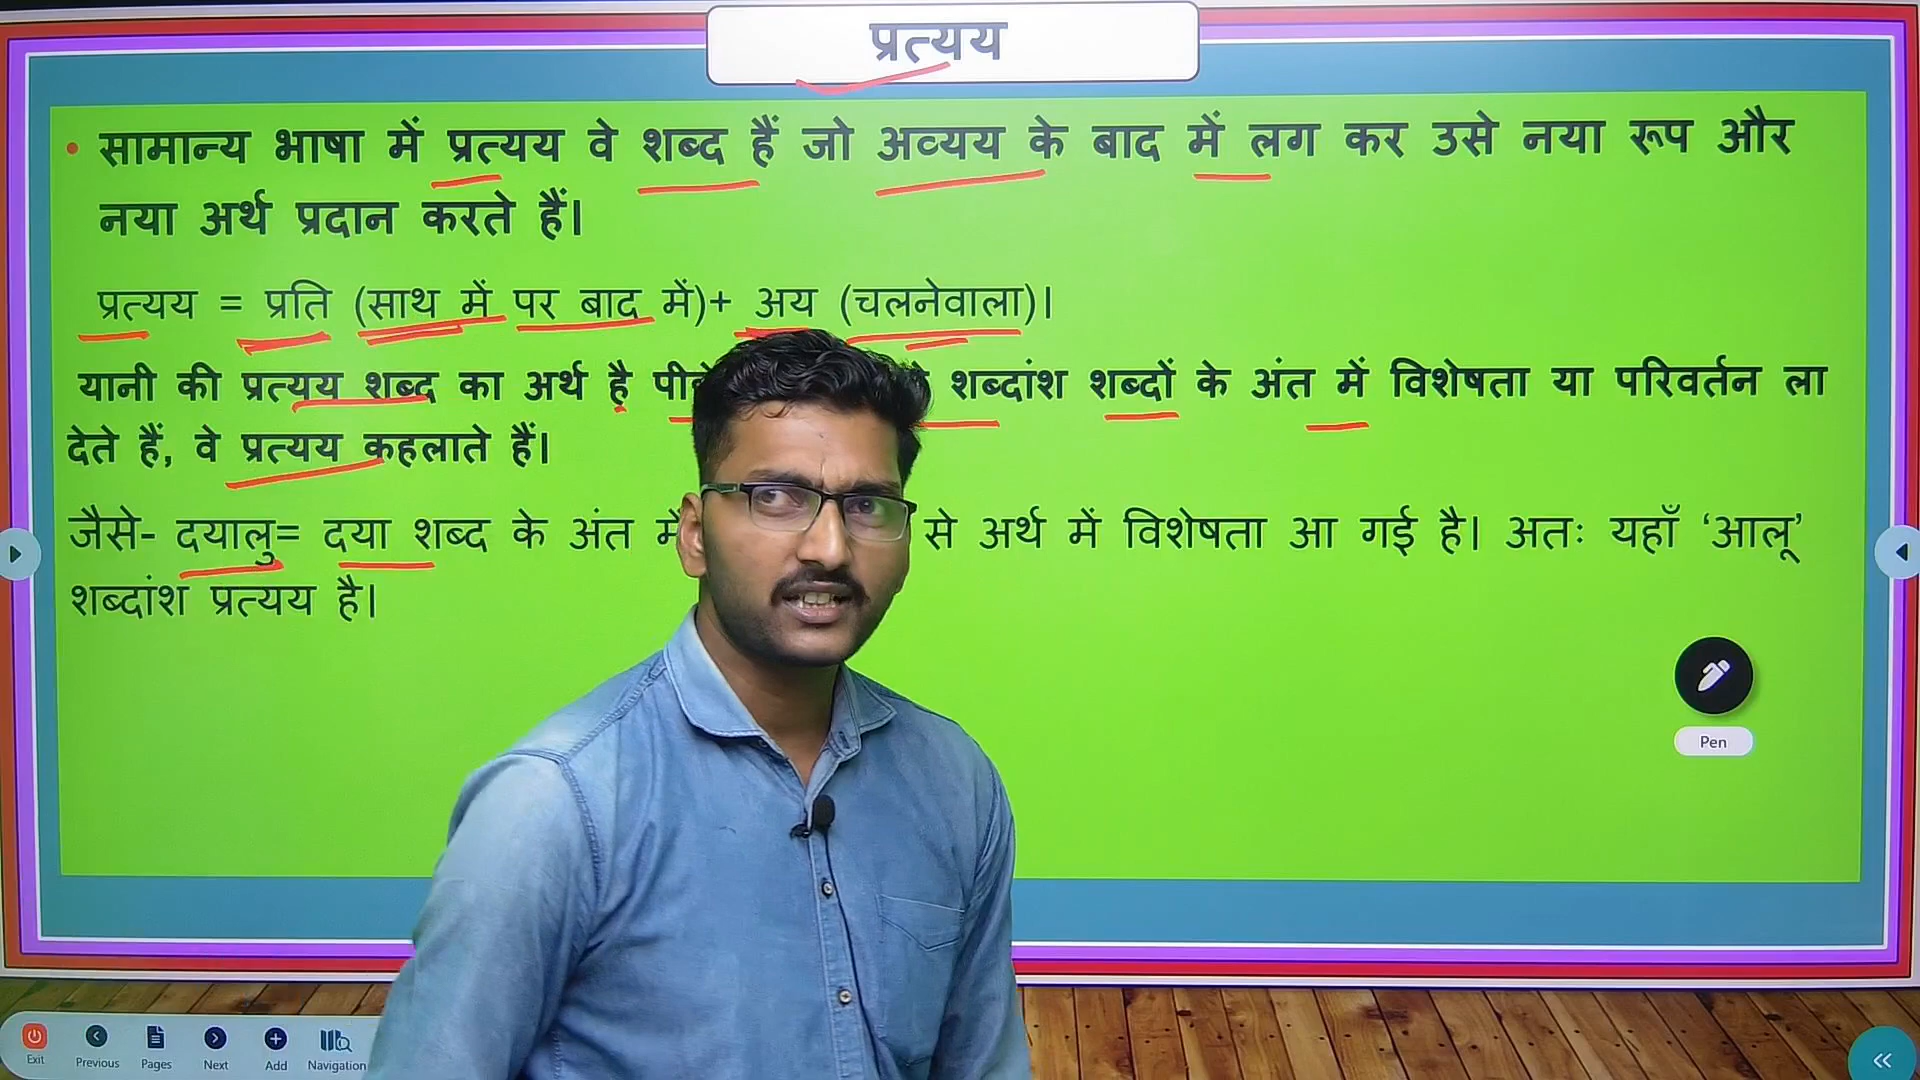 प्रत्यय
सामान्य भाषा में प्रत्यय वे शब्द हैं जो अव्यय के बाद में लग कर उसे नया रूप और
नया अर्थ प्रदान करते हैं।
प्रत्यय = प्रति (साथ में पर बाद में)+ अय (चलनेवाला)।
यानी की प्रत्यय शब्द का अर्थ है शब्दांश शब्दों के अंत में विशेषता या परिवर्तन ला
देते हैं, वे प्रत्यय कहलाते हैं।
जैसे- दयालु= दया शब्द के अंत में से अर्थ में विशेषता आ गई है। अतः यहाँ ‘आलू’
शब्दांश प्रत्यय है।
Pen
Exit Previous Pages Next Add Navigation